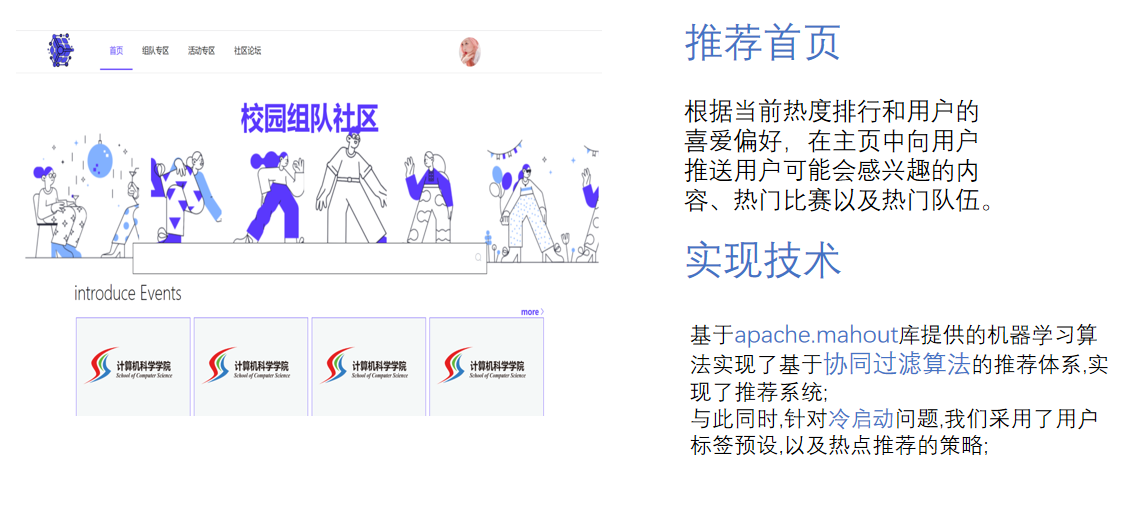 首页 组队专区 活动专区 社区论坛
校园组队社区
introduce Events
more >
计算机科学学院 计算机科学学院 计算机科学学院 计算机科学学院
School of Computer Science School of Computer Science School of Computer Science School of Computer Science
推荐首页
根据当前热度排行和用户的
喜爱偏好，在主页中向用户
推送用户可能会感兴趣的内
容、热门比赛以及热门队伍。
实现技术
基于apache.mahout库提供的机器学习算
法实现了基于协同过滤算法的推荐体系,实
现了推荐系统;
与此同时,针对冷启动问题,我们采用了用户
标签预设,以及热点推荐的策略;